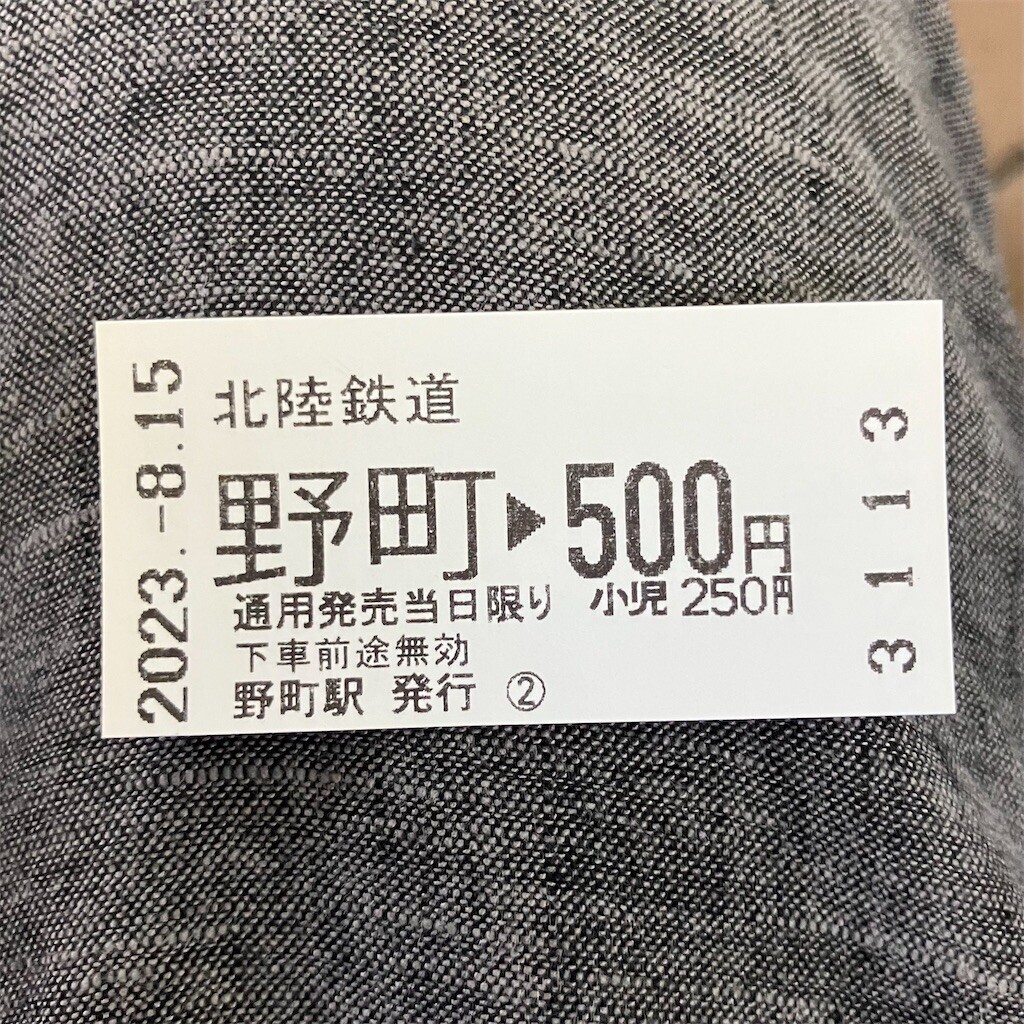 2023.-8.15
北陸鉄道
野町▶500円
通用発売当日限り 小児 250円
下車前途無効
野町駅 発行 ②
3113